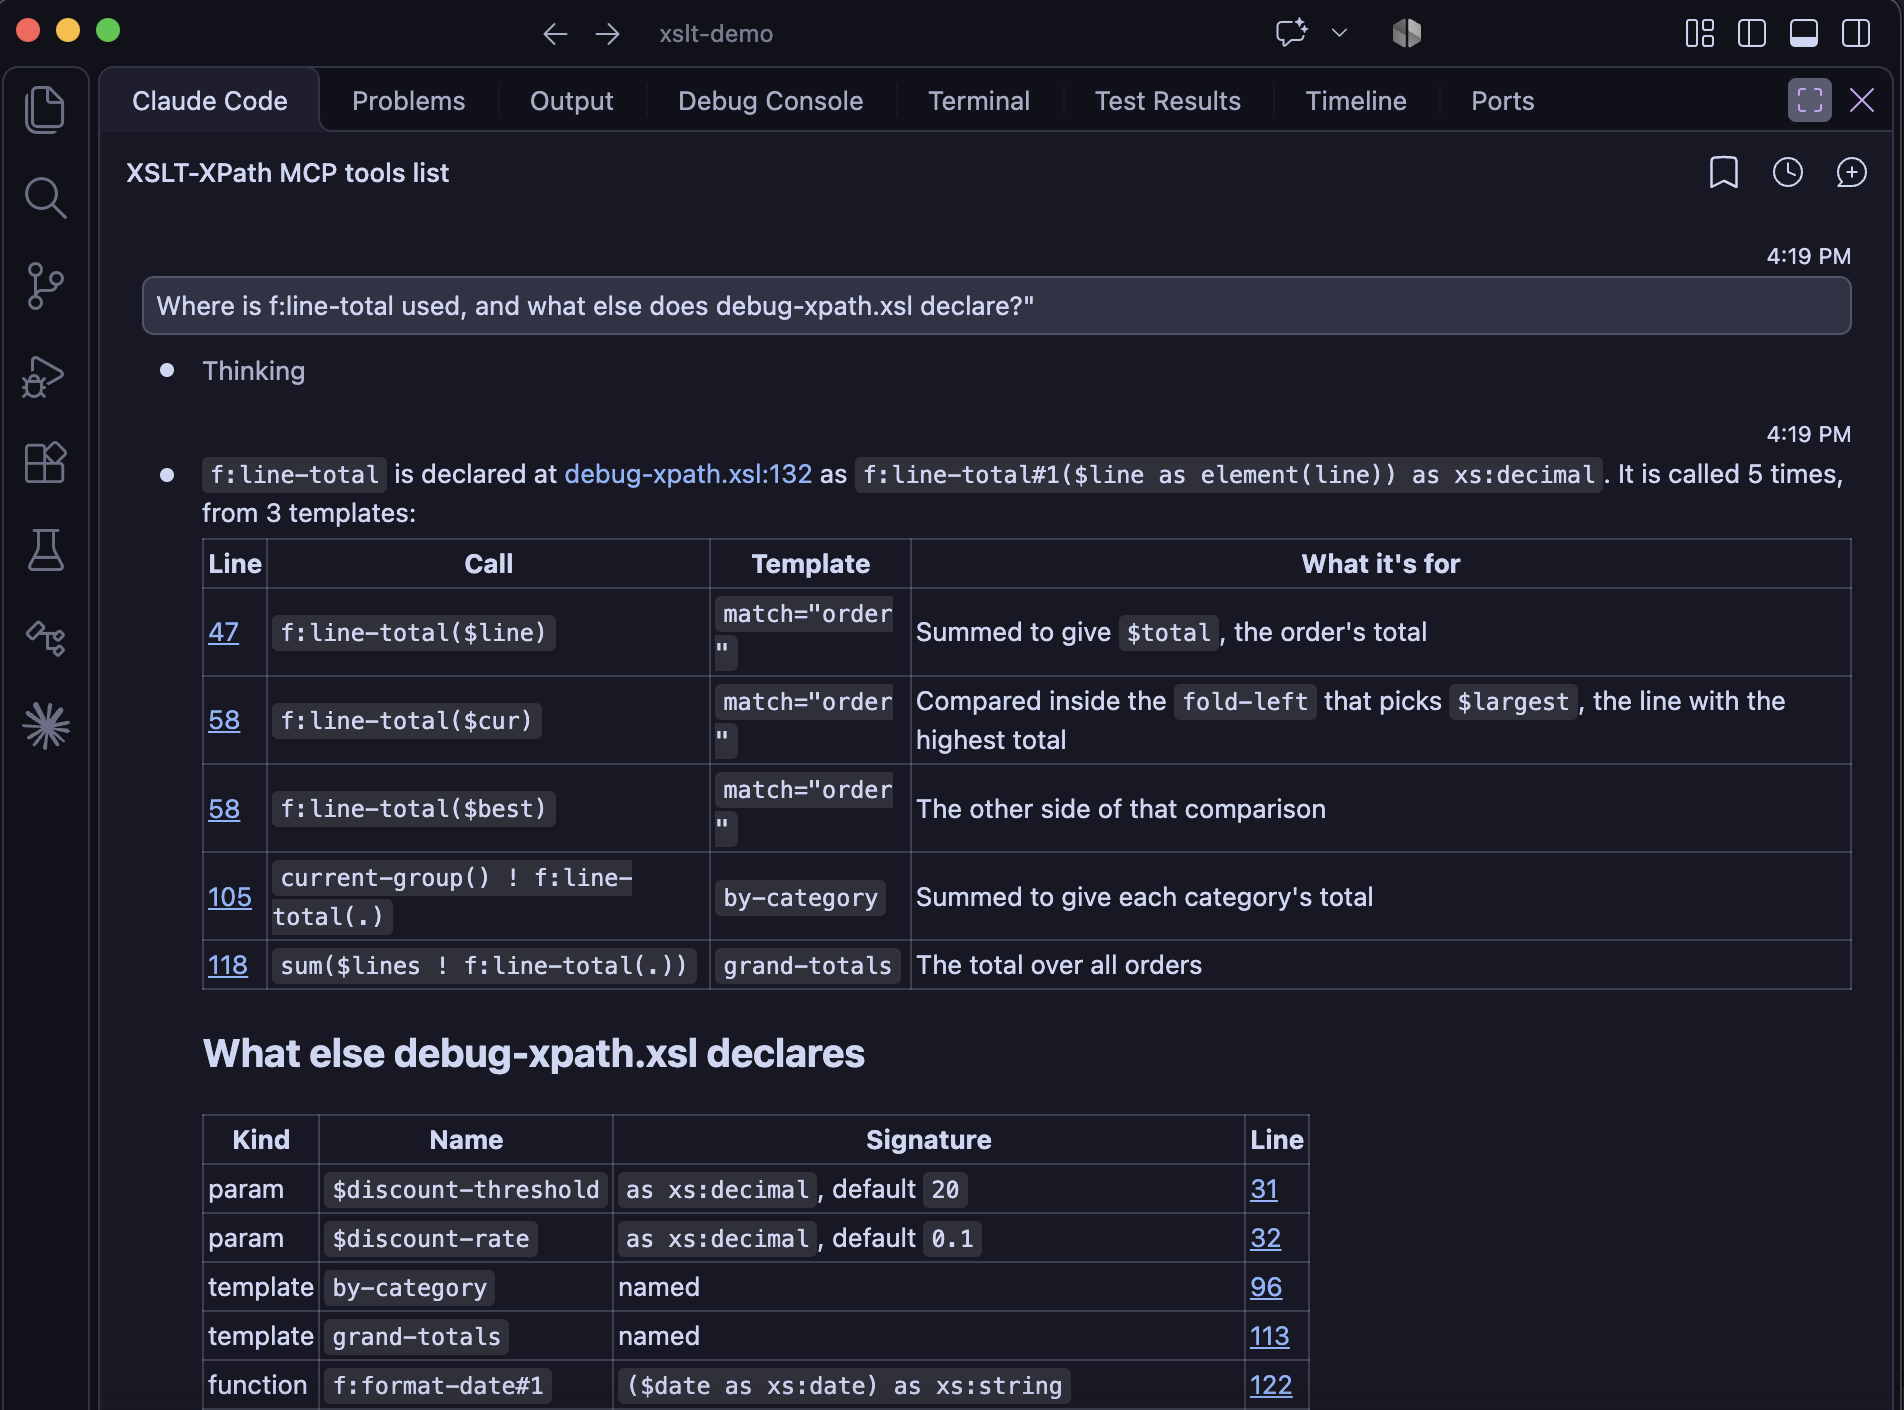 xslt-demo
Claude Code Problems Output Debug Console Terminal Test Results Timeline Ports
XSLT-XPath MCP tools list
4:19 PM
Where is f:line-total used, and what else does debug-xpath.xsl declare?"
Thinking
4:19 PM
f:line-total is declared at debug-xpath.xsl:132 as f:line-total#1($line as element(line)) as xs:decimal. It is called 5 times,
from 3 templates:
Line Call Template What it's for
47 f:line-total($line) match="order" Summed to give $total, the order's total
58 f:line-total($cur) match="order" Compared inside the fold-left that picks $largest, the line with the
highest total
58 f:line-total($best) match="order" The other side of that comparison
105 current-group() ! f:line-total(.) by-category Summed to give each category's total
118 sum($lines ! f:line-total(.)) grand-totals The total over all orders
What else debug-xpath.xsl declares
Kind Name Signature Line
param $discount-threshold as xs:decimal, default 20 31
param $discount-rate as xs:decimal, default 0.1 32
template by-category named 96
template grand-totals named 113
function f:format-date#1 ($date as xs:date) as xs:string 122